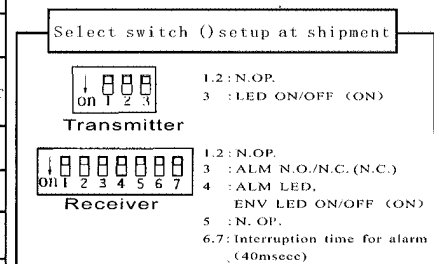 Select switch ()setup at shipment
on 1 2 3
Transmitter
1.2 : N.OP.
3 : LED ON/OFF (ON)
on 1 2 3 4 5 6 7
Receiver
1.2 : N.OP.
3 : ALM N.O./N.C. (N.C.)
4 : ALM LED,
ENV LED ON/OFF (ON)
5 : N. OP.
6.7: Interruption time for alarm
(40msecc)